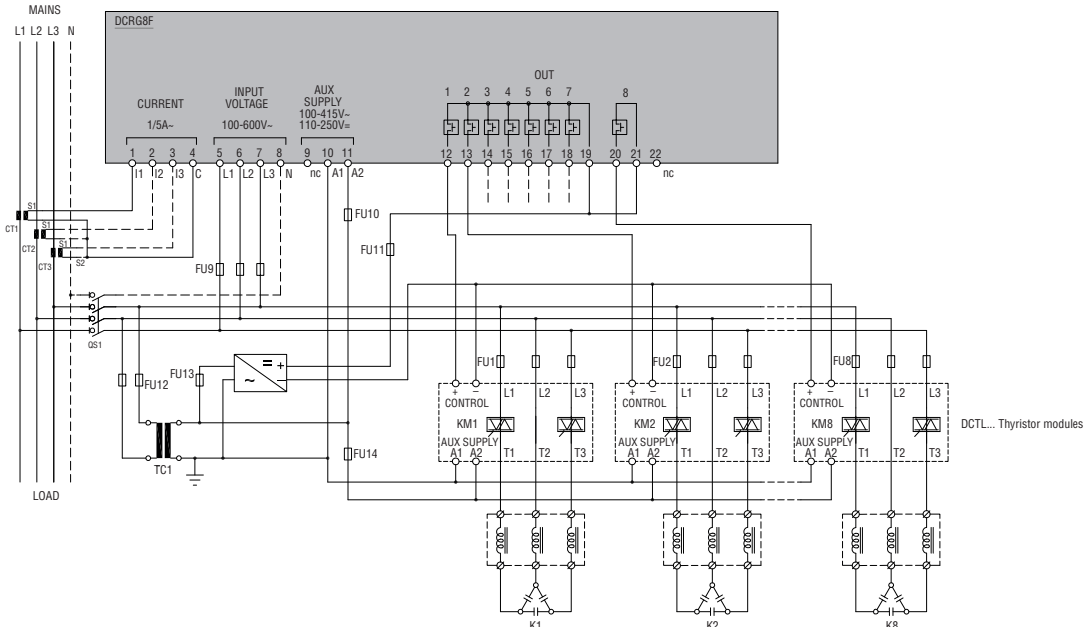 MAINS
L1 L2 L3 N
DCRG8F
CURRENT
1/5A~
INPUT
VOLTAGE
100-600V~
AUX
SUPPLY
100-415V~
110-250V=
OUT
1 2 3 4 5 6 7 8
1 2 3 4 5 6 7 8 9 10 11 12 13 14 15 16 17 18 19 20 21 22
I1 I2 I3 C L1 L2 L3 N nc A1 A2 nc
S1
CT1
S1
CT2
S1
CT3
S2
FU10
FU11
FU9
QS1
FU12
FU13
= +
~ –
TC1
FU14
LOAD
FU1
FU2
FU8
+ – L1 L2 L3
CONTROL
KM1
AUX SUPPLY
A1 A2 T1 T2 T3
+ – L1 L2 L3
CONTROL
KM2
AUX SUPPLY
A1 A2 T1 T2 T3
+ – L1 L2 L3
CONTROL
KM8
AUX SUPPLY
A1 A2 T1 T2 T3
DCTL... Thyristor modules
K1
K2
K8